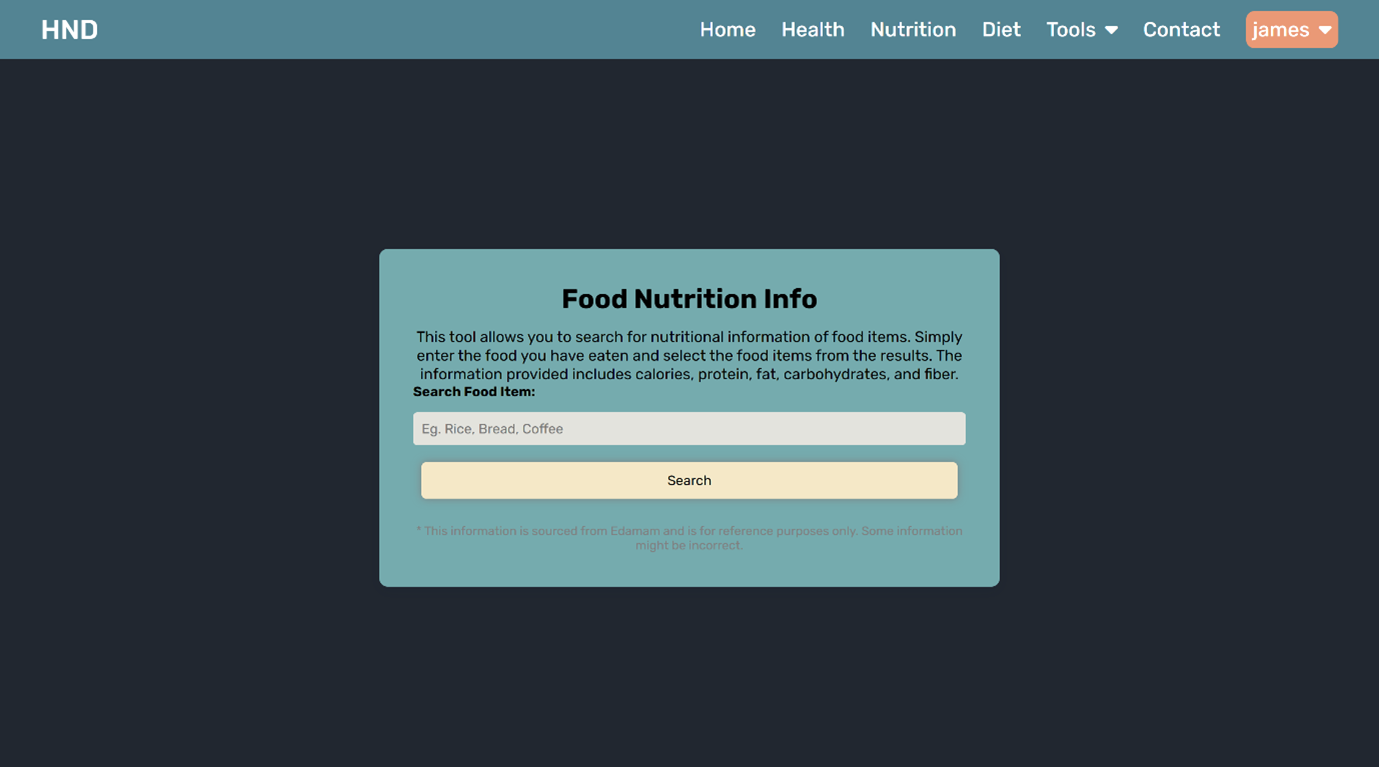 HND
Home Health Nutrition Diet Tools Contact james
Food Nutrition Info
This tool allows you to search for nutritional information of food items. Simply
enter the food you have eaten and select the food items from the results. The
information provided includes calories, protein, fat, carbohydrates, and fiber.
Search Food Item:
Eg. Rice, Bread, Coffee
Search
* This information is sourced from Edamam and is for reference purposes only. Some information
might be incorrect.